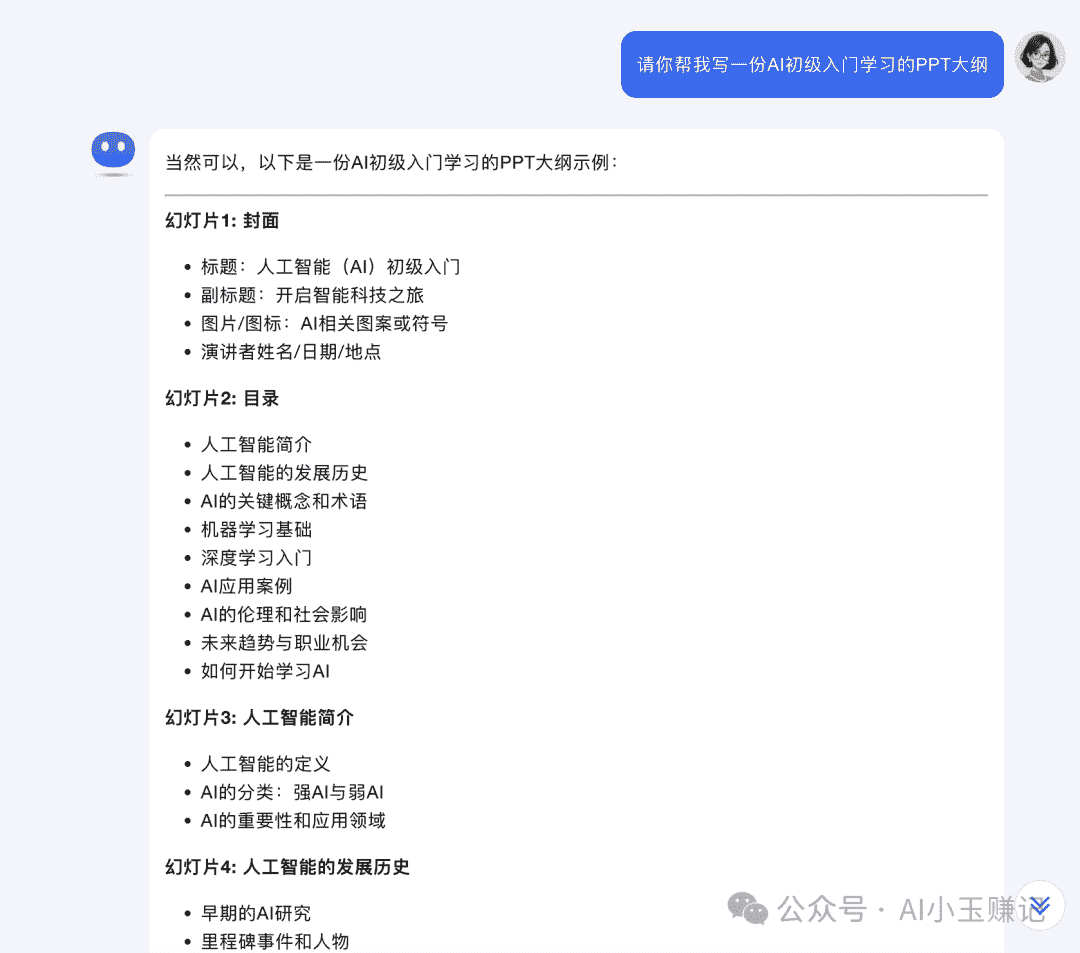 请你帮我写一份AI初级入门学习的PPT大纲
当然可以，以下是一份AI初级入门学习的PPT大纲示例：
幻灯片1: 封面
• 标题：人工智能（AI）初级入门
• 副标题：开启智能科技之旅
• 图片/图标：AI相关图案或符号
• 演讲者姓名/日期/地点
幻灯片2: 目录
• 人工智能简介
• 人工智能的发展历史
• AI的关键概念和术语
• 机器学习基础
• 深度学习入门
• AI应用案例
• AI的伦理和社会影响
• 未来趋势与职业机会
• 如何开始学习AI
幻灯片3: 人工智能简介
• 人工智能的定义
• AI的分类：强AI与弱AI
• AI的重要性和应用领域
幻灯片4: 人工智能的发展历史
• 早期的AI研究
• 里程碑事件和人物
公众号 · AI小玉赚记